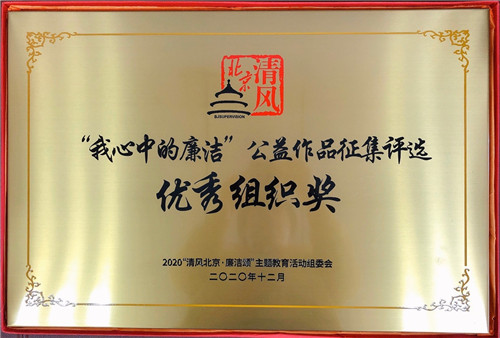 清风
北京
BJSUPERVISION
“我心中的廉洁”公益作品征集评选
优秀组织奖
2020“清风北京·廉洁颂”主题教育活动组委会
二〇二〇年十二月